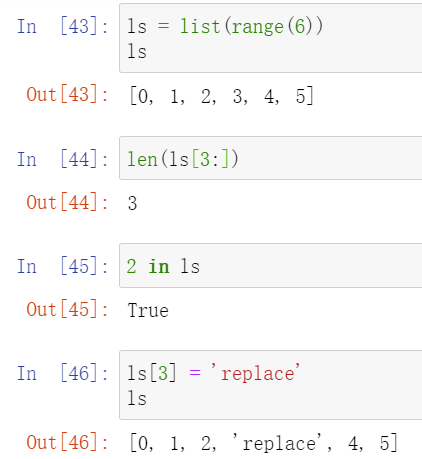 In [43]: ls = list(range(6))
ls
Out[43]: [0, 1, 2, 3, 4, 5]
In [44]: len(ls[3:])
Out[44]: 3
In [45]: 2 in ls
Out[45]: True
In [46]: ls[3] = 'replace'
ls
Out[46]: [0, 1, 2, 'replace', 4, 5]